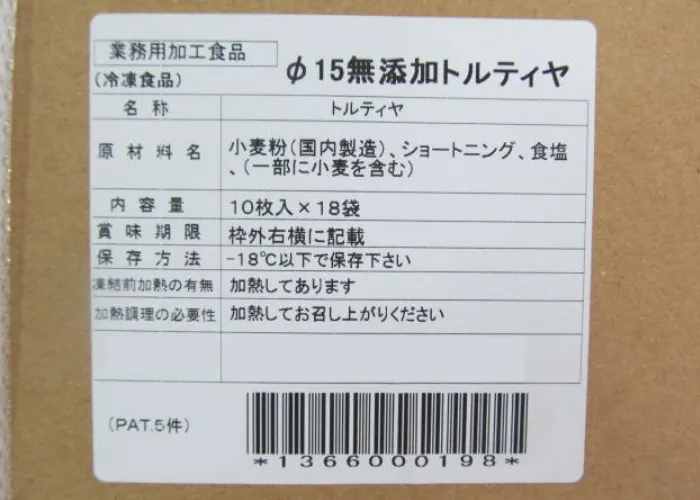 業務用加工食品
(冷凍食品)
φ15無添加トルティヤ
名称 トルティヤ
原材料名 小麦粉(国内製造)、ショートニング、食塩
、(一部に小麦を含む)
内容量 10枚入×18袋
賞味期限 枠外右横に記載
保存方法 -18℃以下で保存下さい
凍結前加熱の有無 加熱してあります
加熱調理の必要性 加熱してお召し上がりください
(PAT.5件)
*1366000198*